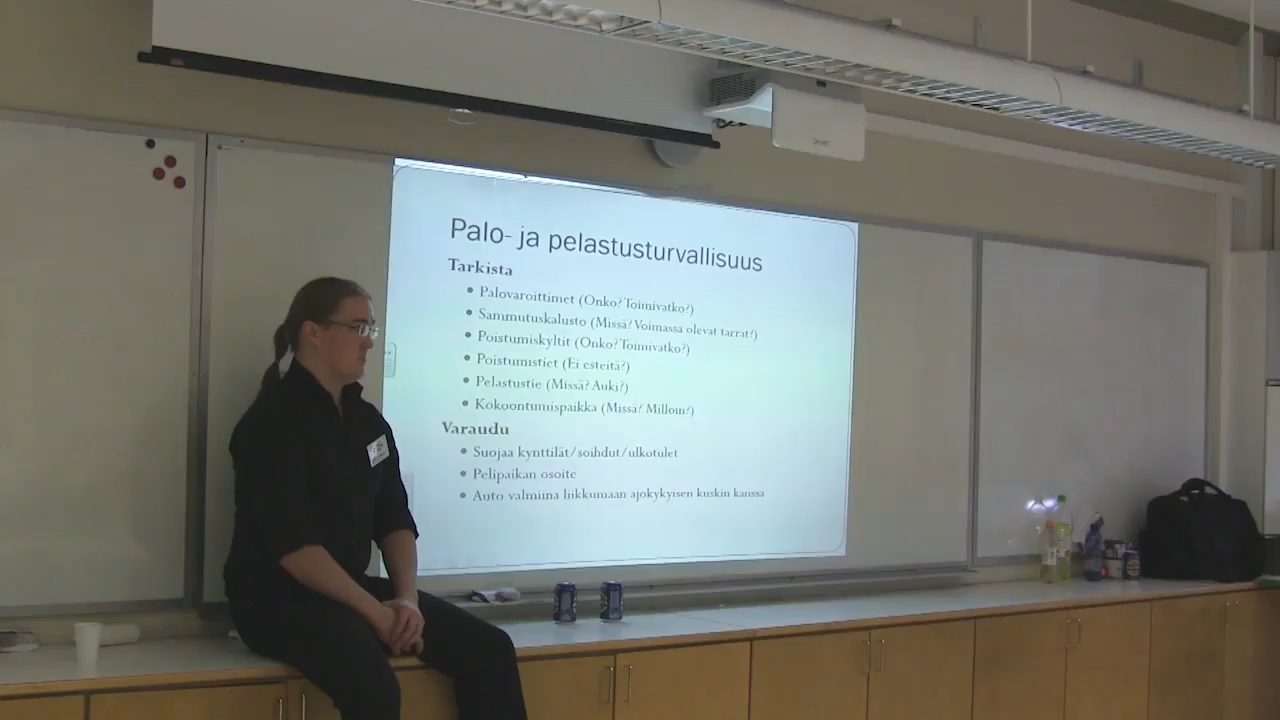 Palo- ja pelastusturvallisuus
Tarkista
Palovaroittimet (Onko? Toimivatko?)
Sammutuskalusto (Missä? Voimassa olevat tarrat?)
Poistumiskyltit (Onko? Toimivatko?)
Poistumistiet (Ei esteitä?)
Pelastustie (Missä? Auki?)
Kokoontumispaikka (Missä? Milloin?)
Varaudu
Suojaa kynttilät/soihdut/ulkotulet
Pelipaikan osoite
Auto valmiina liikkumaan ajokykyisen kuskin kanssa